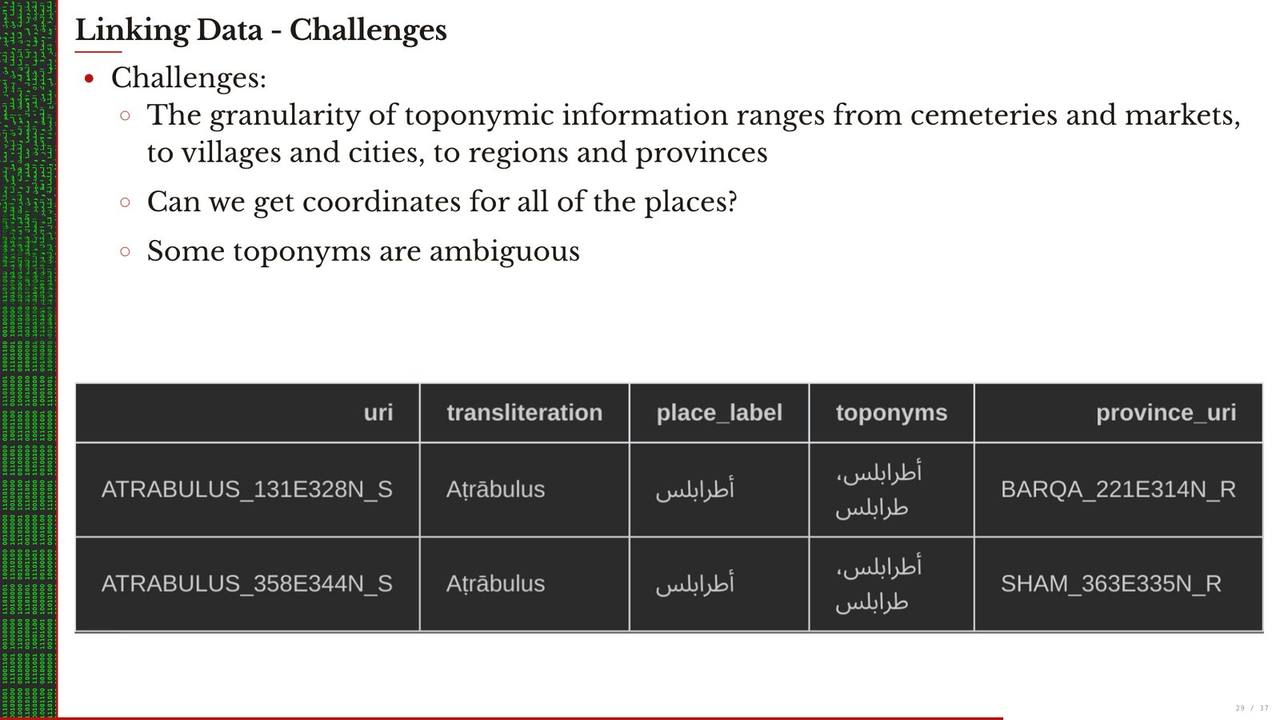 Linking Data - Challenges
Challenges:
The granularity of toponymic information ranges from cemeteries and markets,
to villages and cities, to regions and provinces
Can we get coordinates for all of the places?
Some toponyms are ambiguous
uri transliteration place_label toponyms province_uri
ATRABULUS_131E328N_S Aṭrābulus أطرابلس أطرابلس، BARQA_221E314N_R
طرابلس
ATRABULUS_358E344N_S Aṭrābulus أطرابلس أطرابلس، SHAM_363E335N_R
طرابلس
29 / 37